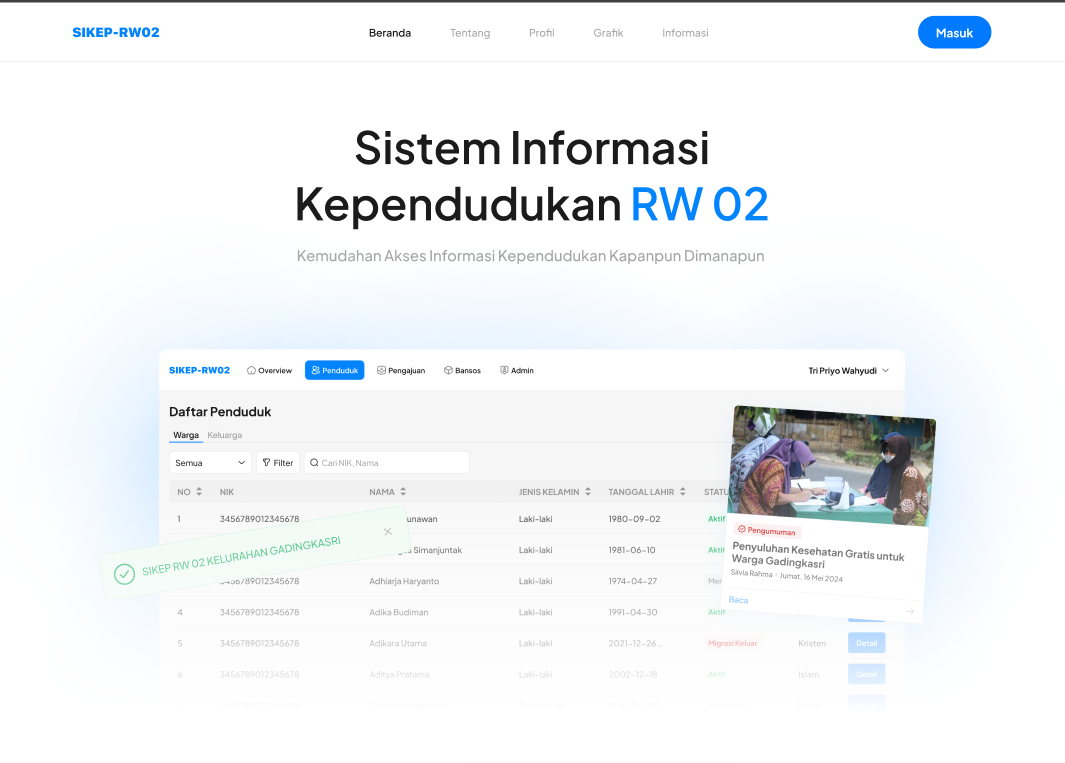 SIKEP-RW02
Beranda Tentang Profil Grafik Informasi
Masuk
Sistem Informasi
Kependudukan RW 02
Kemudahan Akses Informasi Kependudukan Kapanpun Dimanapun
SIKEP-RW02 Overview Penduduk Pengajuan Bansos Admin Tri Priyo Wahyudi
Daftar Penduduk
Warga Keluarga
Semua Filter Cari NIK, Nama
NO NIK NAMA JENIS KELAMIN TANGGAL LAHIR STATU
1 3456789012345678 unawan Laki-laki 1980-09-02 Aktif
Simanjuntak Laki-laki 1981-06-10 Akti
3456789012345678 Adhiarja Haryanto Laki-laki 1974-04-27 Mer
4 3456789012345678 Adika Budiman Laki-laki 1991-04-30 Aktif
5 3456789012345678 Adikara Utama Laki-laki 2021-12-26... Migrasi Keluar Kristen Detail
6 3456789012345678 Aditya Pratama Laki-laki 2002-12-18 Aktif Islam Detail
SIKEP RW 02 KELURAHAN GADINGKASRI
Pengumuman
Penyuluhan Kesehatan Gratis untuk
Warga Gadingkasri
Silvia Rahma - Jumat, 16 Mei 2024
Baca